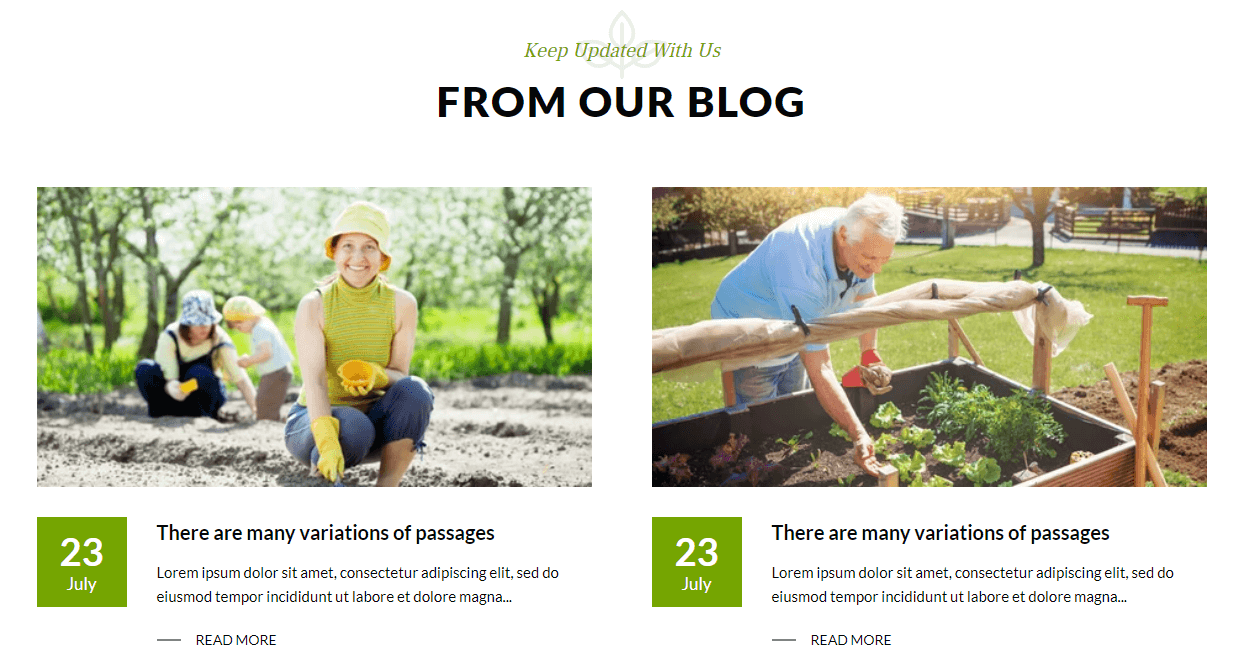 Keep Updated With Us
FROM OUR BLOG
23
July
There are many variations of passages
Lorem ipsum dolor sit amet, consectetur adipiscing elit, sed do
eiusmod tempor incididunt ut labore et dolore magna...
READ MORE
23
July
There are many variations of passages
Lorem ipsum dolor sit amet, consectetur adipiscing elit, sed do
eiusmod tempor incididunt ut labore et dolore magna...
READ MORE